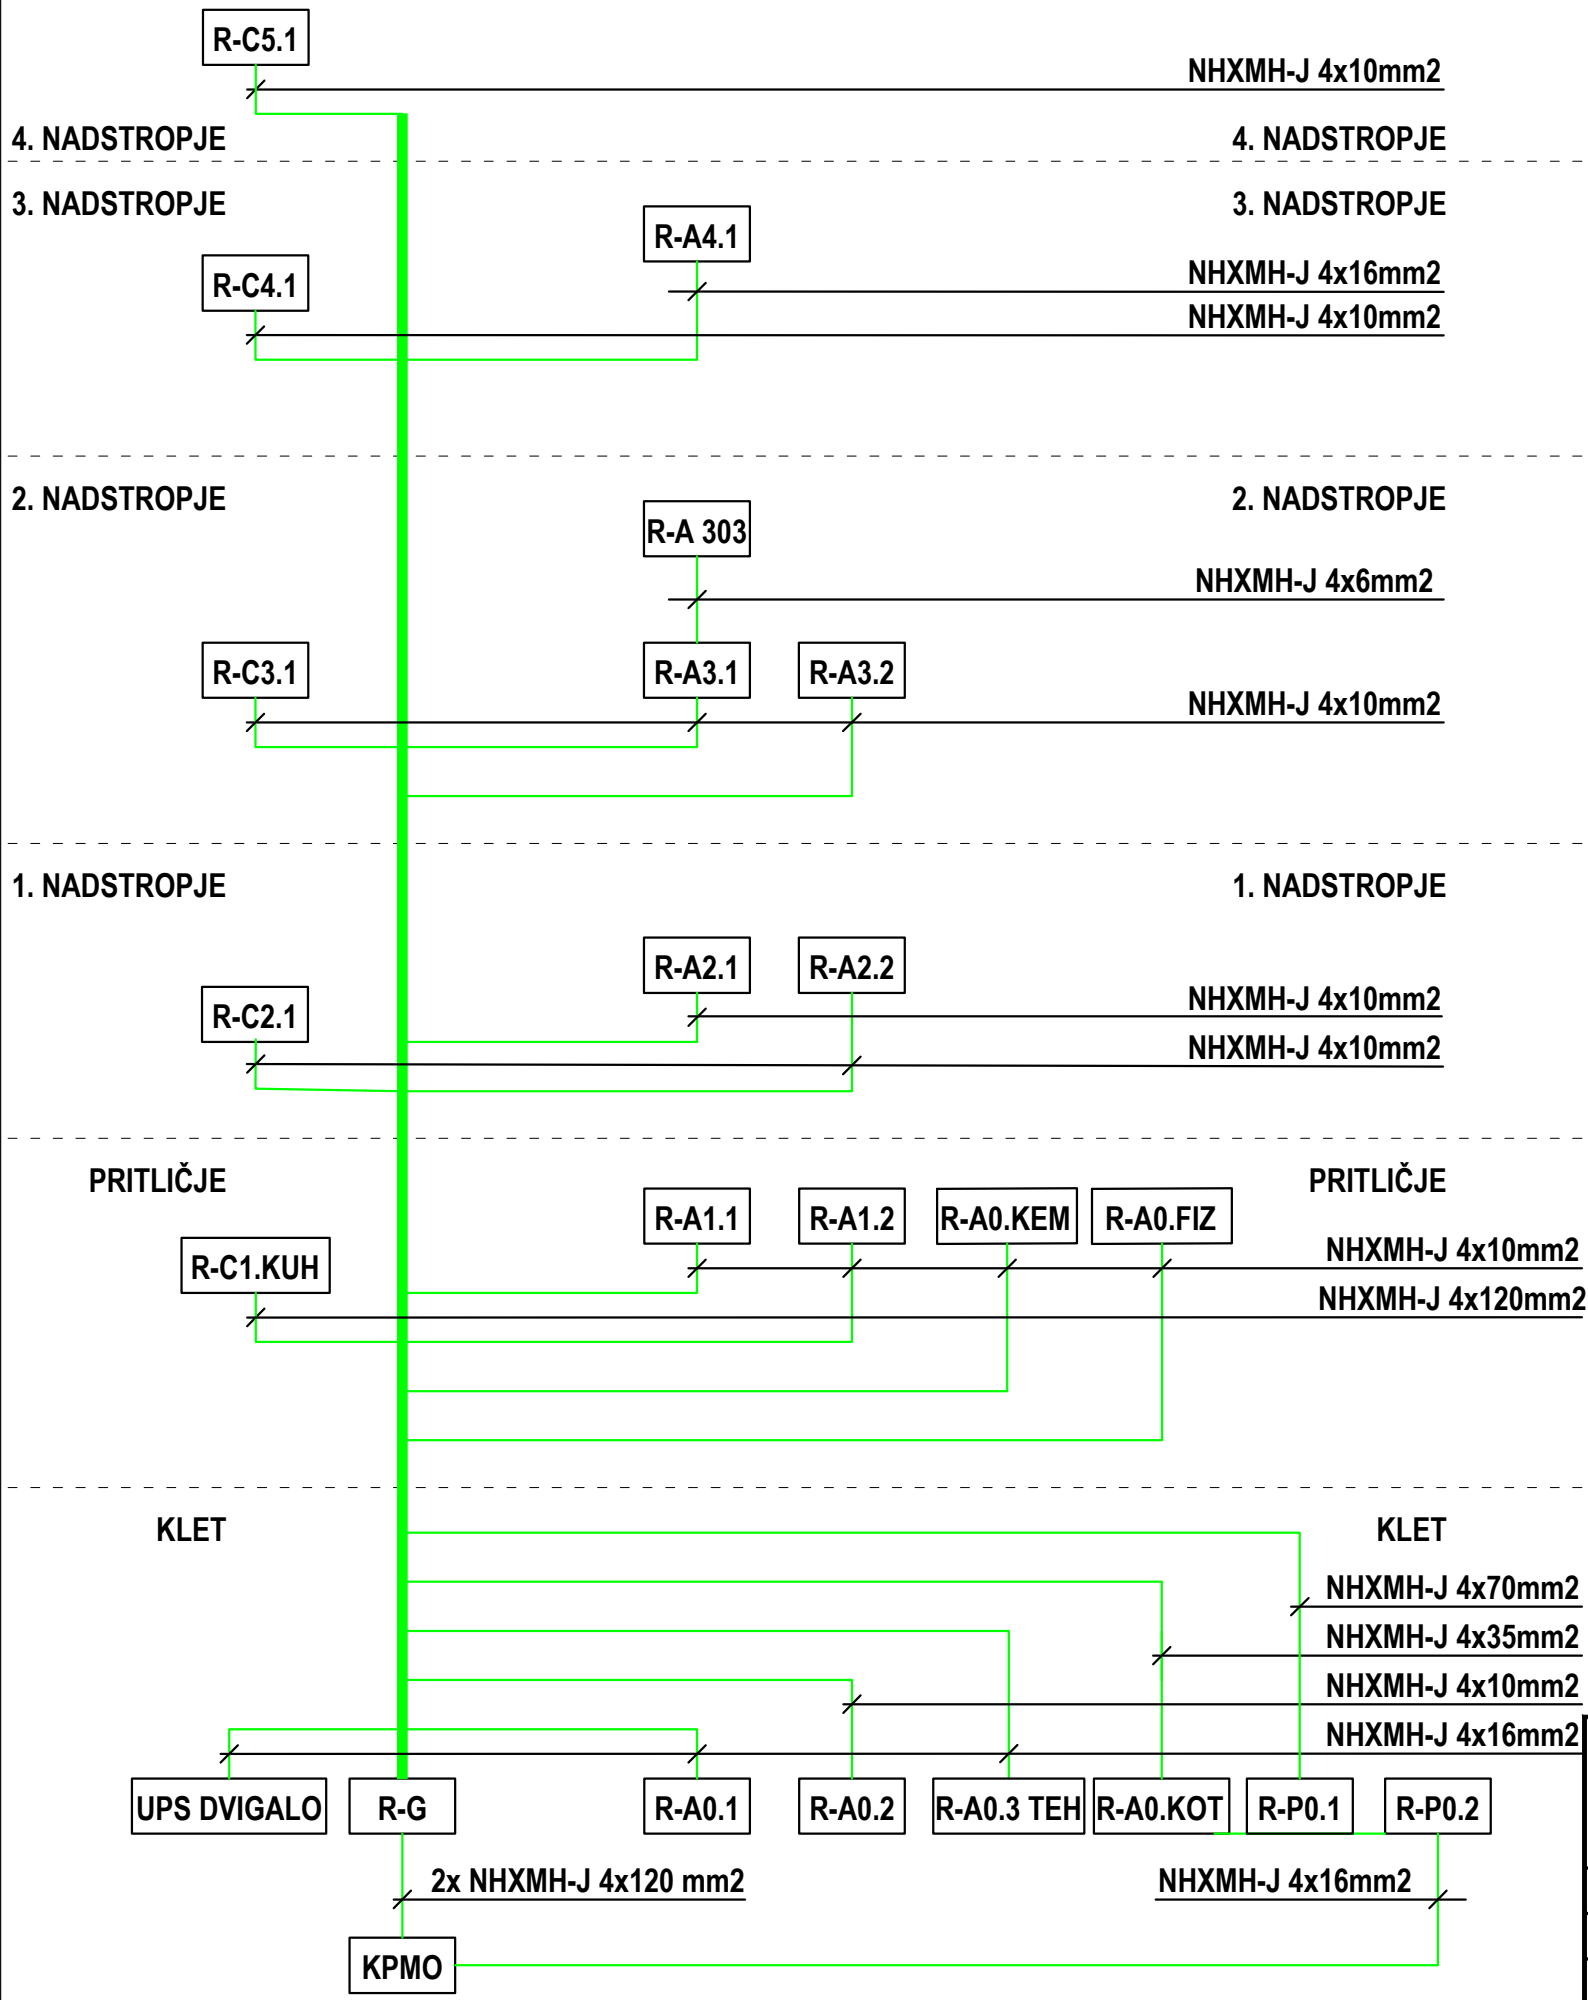 R-C5.1
NHXMH-J 4x10mm2
4. NADSTROPJE
4. NADSTROPJE
3. NADSTROPJE
3. NADSTROPJE
R-A4.1
R-C4.1
NHXMH-J 4x16mm2
NHXMH-J 4x10mm2
2. NADSTROPJE
2. NADSTROPJE
R-A 303
NHXMH-J 4x6mm2
R-C3.1
R-A3.1
R-A3.2
NHXMH-J 4x10mm2
1. NADSTROPJE
1. NADSTROPJE
R-A2.1
R-A2.2
NHXMH-J 4x10mm2
R-C2.1
NHXMH-J 4x10mm2
PRITLIČJE
PRITLIČJE
R-A1.1
R-A1.2
R-A0.KEM
R-A0.FIZ
NHXMH-J 4x10mm2
R-C1.KUH
NHXMH-J 4x120mm2
KLET
KLET
NHXMH-J 4x70mm2
NHXMH-J 4x35mm2
NHXMH-J 4x10mm2
NHXMH-J 4x16mm2
UPS DVIGALO
R-G
R-A0.1
R-A0.2
R-A0.3 TEH
R-A0.KOT
R-P0.1
R-P0.2
2x NHXMH-J 4x120 mm2
NHXMH-J 4x16mm2
KPMO